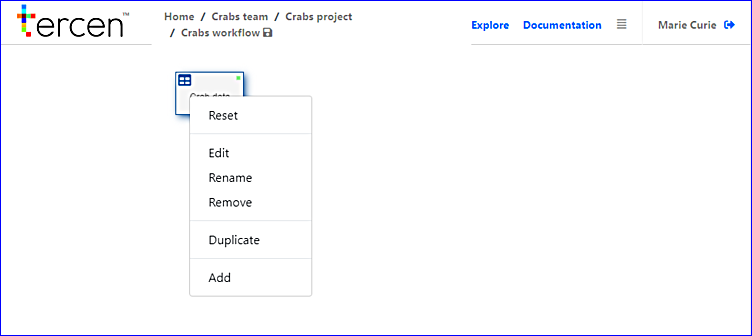 tercen™
Home / Crabs team / Crabs project
/ Crabs workflow
Explore Documentation
Marie Curie
Crab data
Reset
Edit
Rename
Remove
Duplicate
Add